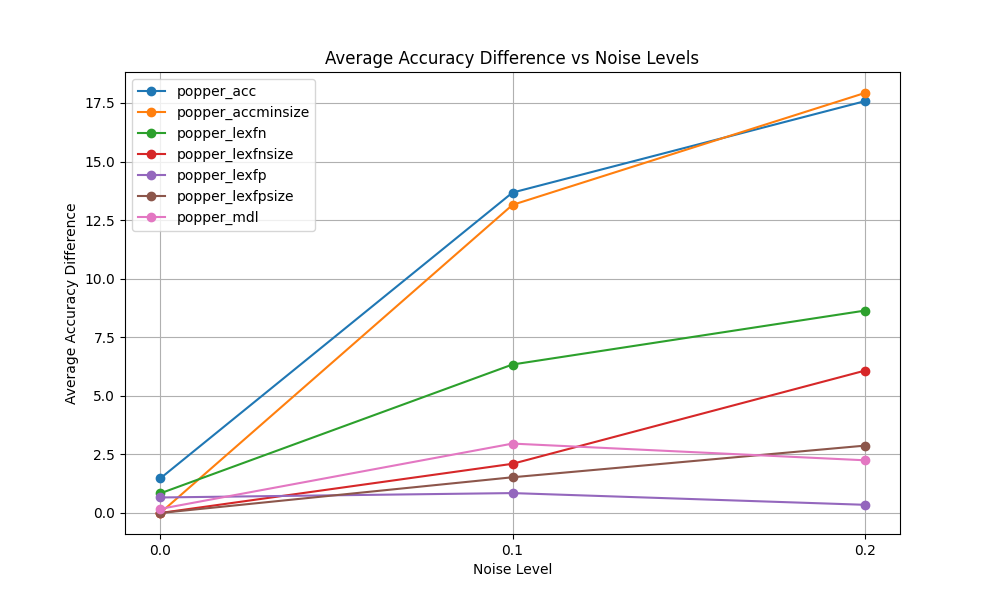 Average Accuracy Difference vs Noise Levels
popper_acc
popper_accminsize
popper_lexfn
popper_lexfnsize
popper_lexfp
popper_lexfpsize
popper_mdl
Average Accuracy Difference
17.5
15.0
12.5
10.0
7.5
5.0
2.5
0.0
0.0
0.1
0.2
Noise Level